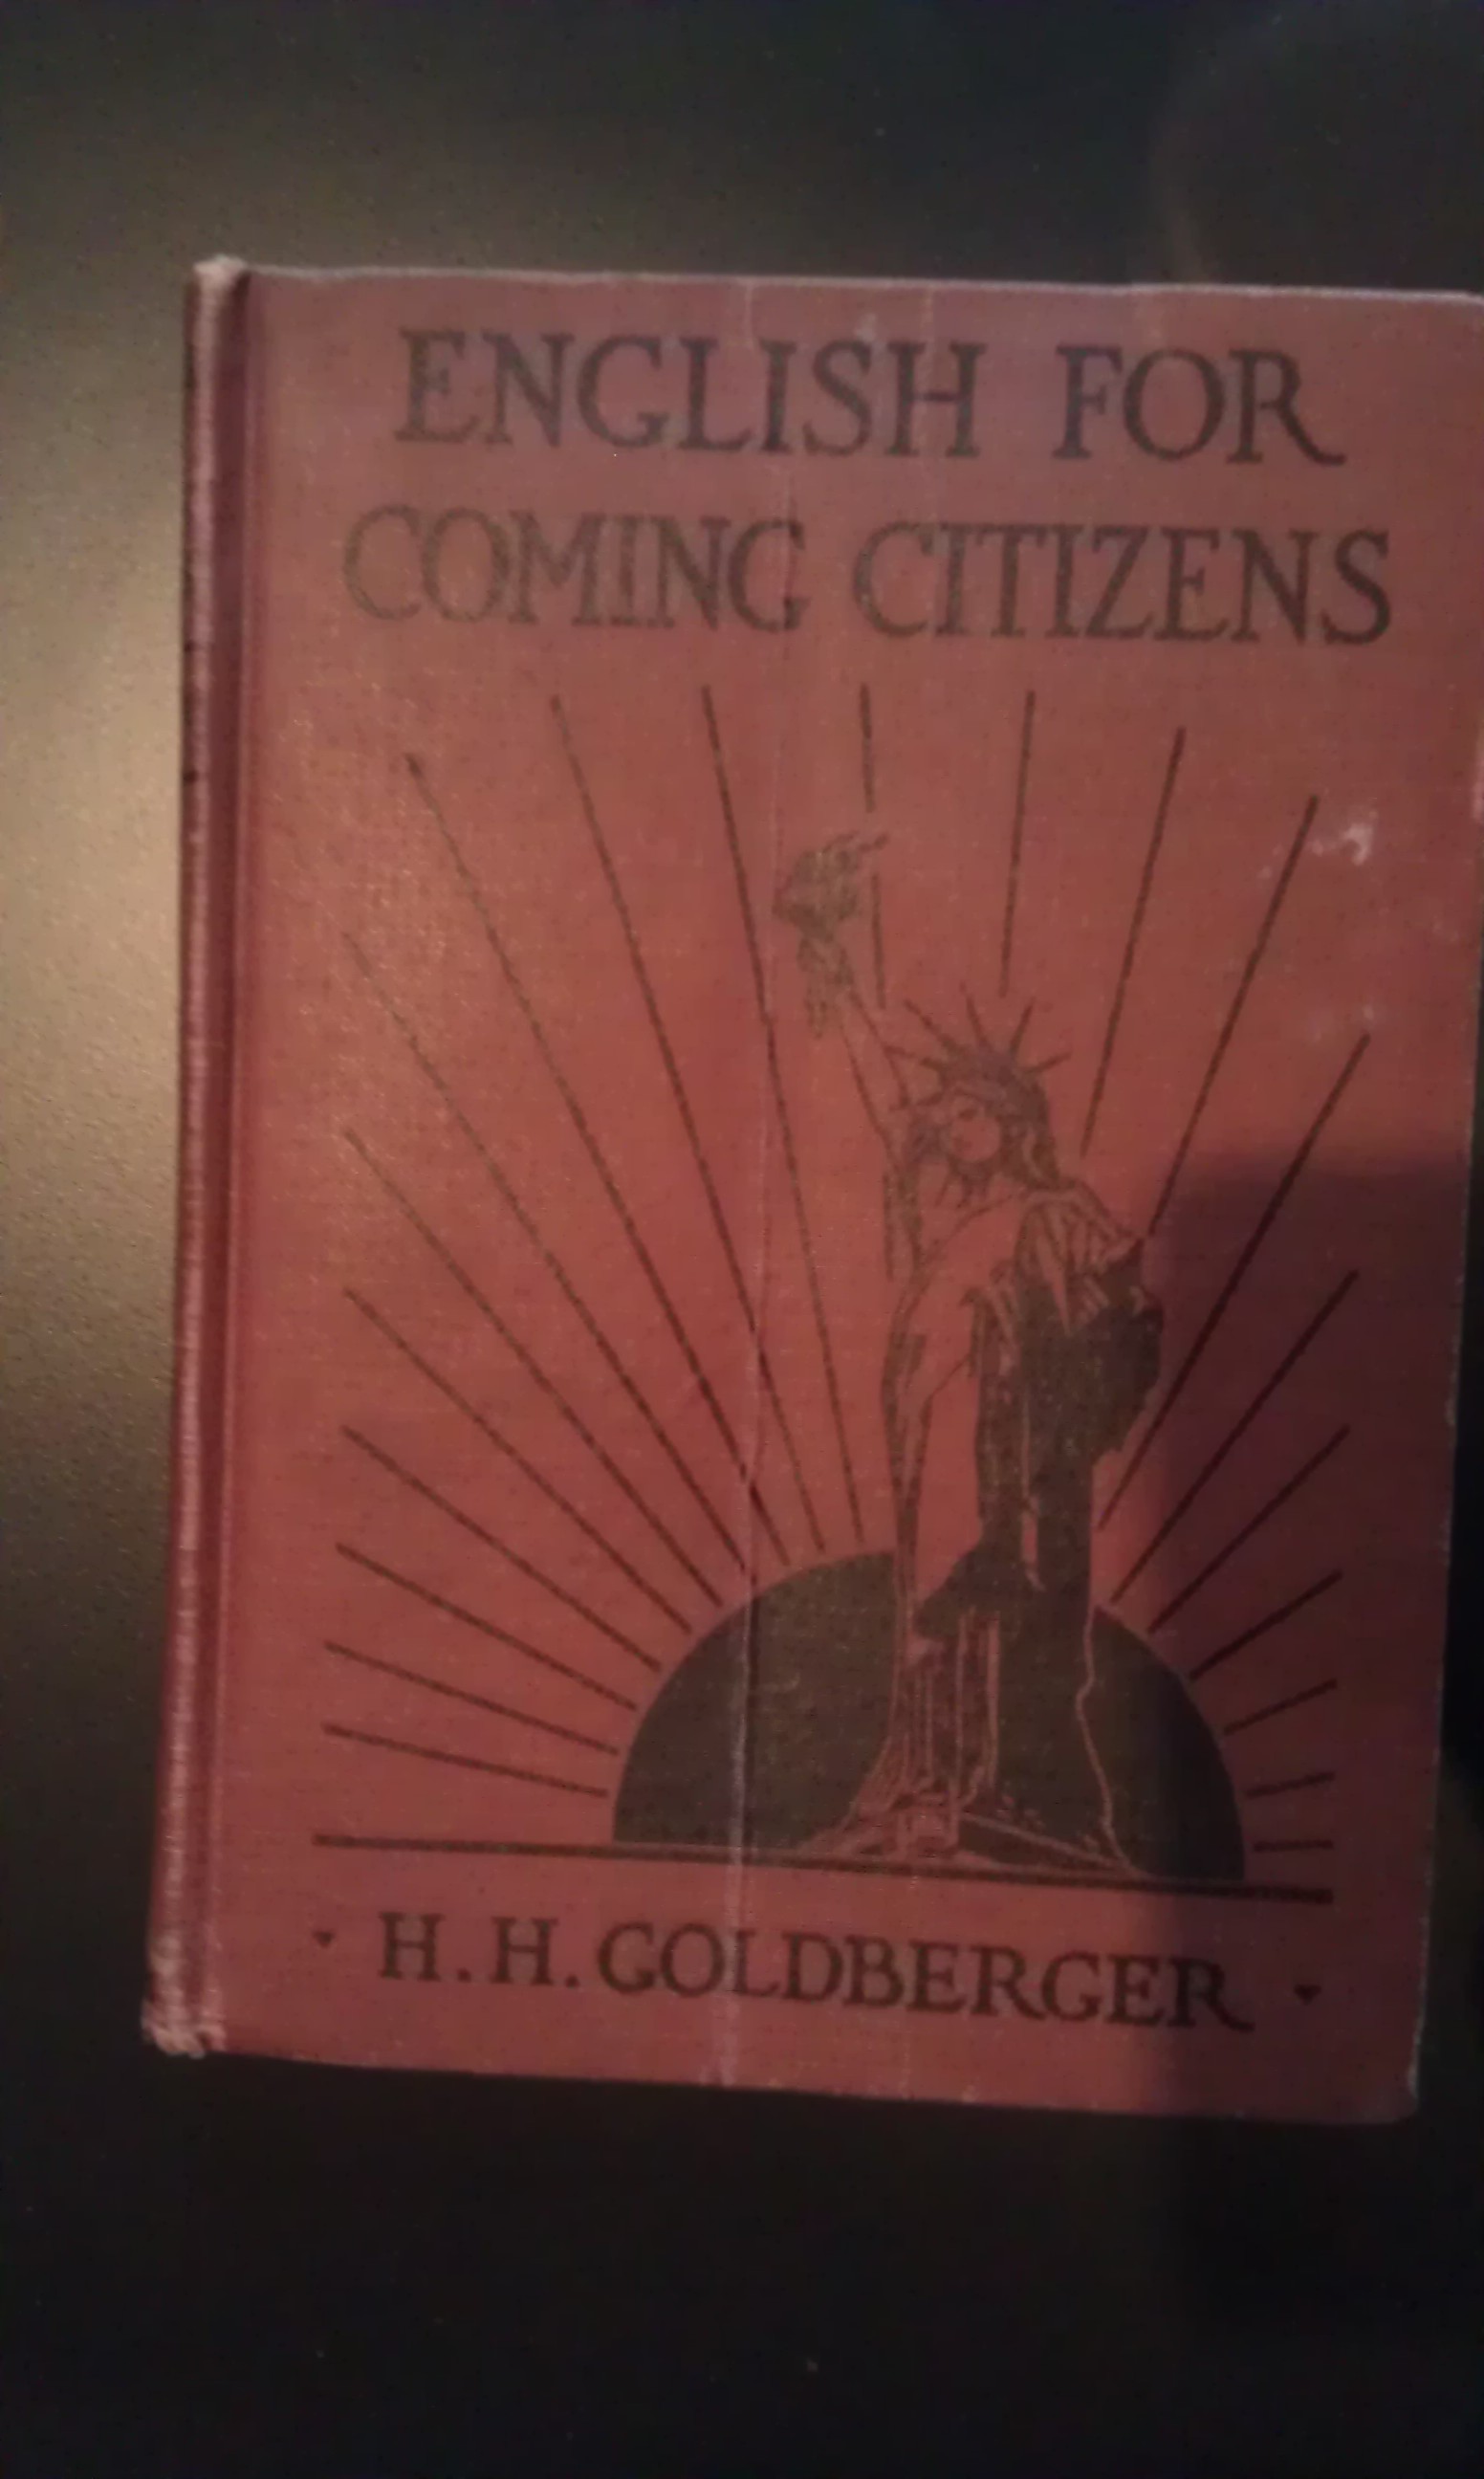 ENGLISH FOR
COMING CITIZENS
H. H. GOLDBERGER